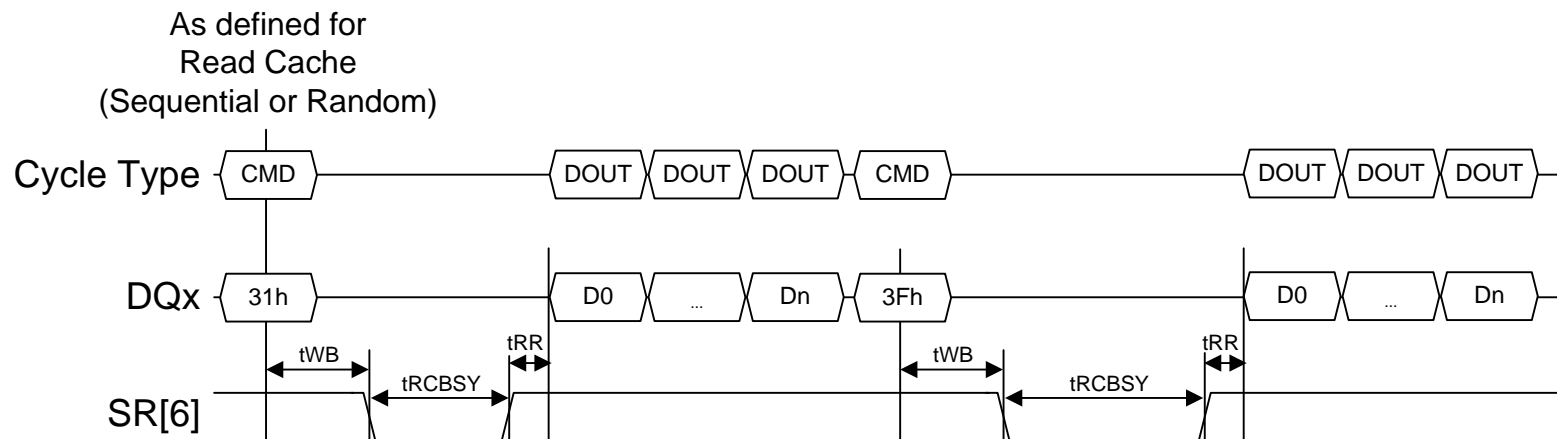 As defined for
Read Cache
(Sequential or Random)
Cycle Type CMD DOUT DOUT DOUT CMD DOUT DOUT DOUT
DQx 31h D0 ... Dn 3Fh D0 ... Dn
tWB tRR tWB tRR
tRCBSY tRCBSY
SR[6]